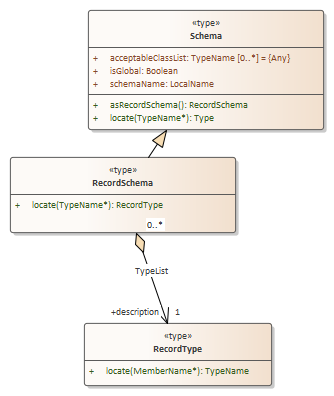 «type»
Schema
+ acceptableClassList: TypeName [0..*] = {Any}
+ isGlobal: Boolean
+ schemaName: LocalName
+ asRecordSchema(): RecordSchema
+ locate(TypeName*): Type
«type»
RecordSchema
+ locate(TypeName*): RecordType
0..*
TypeList
+description 1
«type»
RecordType
+ locate(MemberName*): TypeName